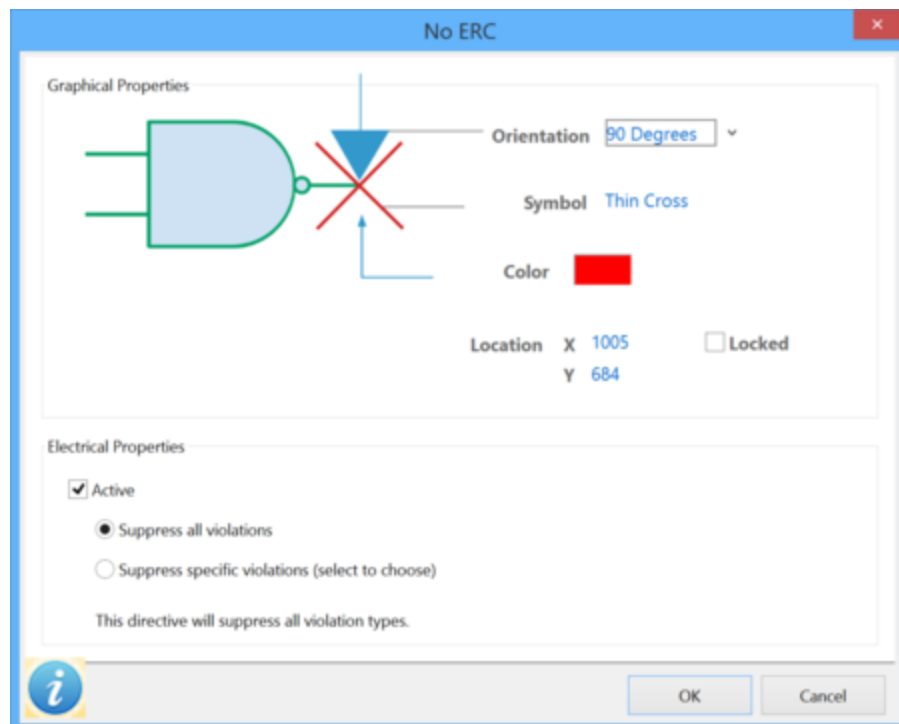 No ERC
Graphical Properties
Orientation 90 Degrees
Symbol Thin Cross
Color
Location X 1005 Locked
Y 684
Electrical Properties
Active
Suppress all violations
Suppress specific violations (select to choose)
This directive will suppress all violation types.
i
OK Cancel